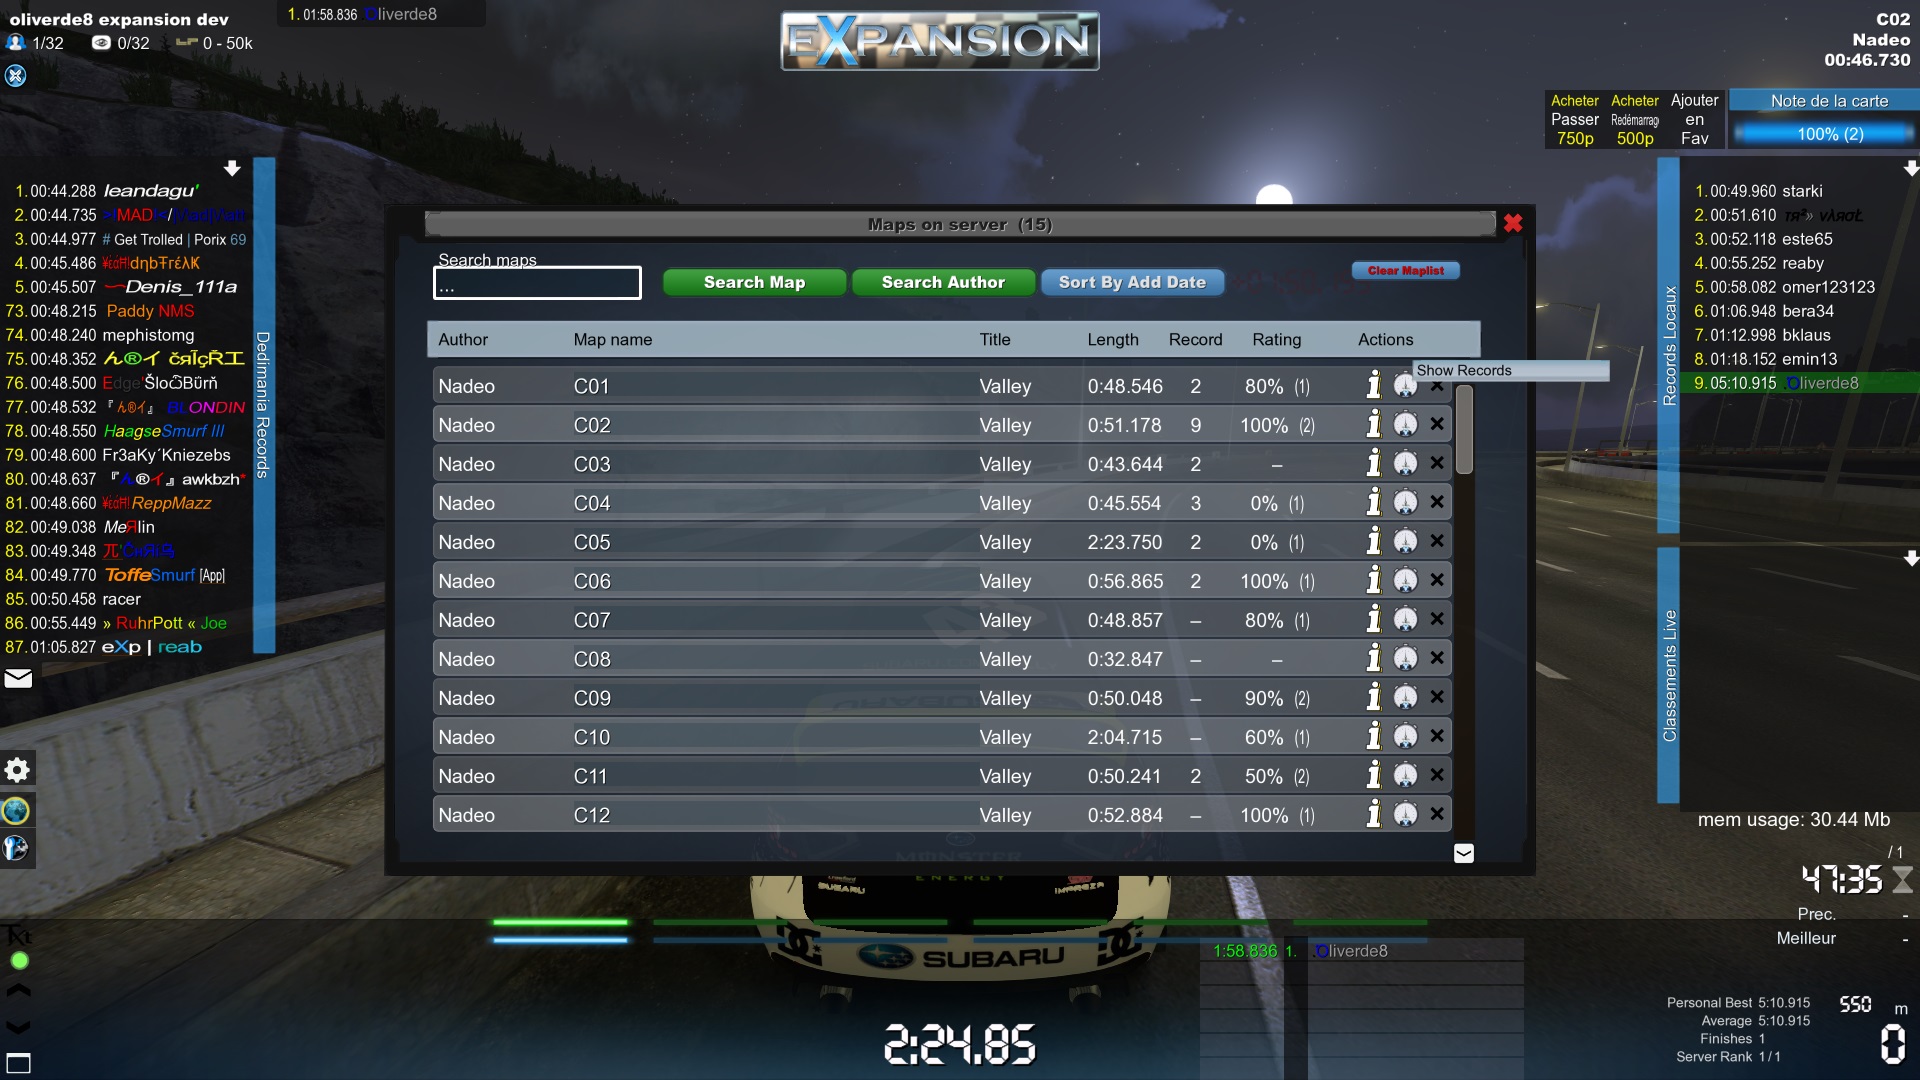 oliverde8 expansion dev
1/32 0/32 0 - 50k
1. 01:58.836 Oliverde8
EXPANSION
C02
Nadeo
00:46.730
Acheter Passer 750p
Acheter Redémarrage 500p
Ajouter en Fav
Note de la carte
100% (2)
1. 00:44.288 leandagu'
2. 00:44.735
3. 00:44.977 # Get Trolled | Porix 69
4. 00:45.486
5. 00:45.507 Denis_111a
73. 00:48.215 Paddy NMS
74. 00:48.240 mephistomg
75. 00:48.352
76. 00:48.500
77. 00:48.532 BLONDIN
78. 00:48.550 HaagseSmurf III
79. 00:48.600 Fr3aKy´Kniezebs
80. 00:48.637 awkbzh*
81. 00:48.660 ReppMazz
82. 00:49.038 MeЯlin
83. 00:49.348
84. 00:49.770 ToffeSmurf [App]
85. 00:50.458 racer
86. 00:55.449 » RuhrPott « Joe
87. 01:05.827 eXp | reab
Dedimania Records
Maps on server (15)
Search maps
...
Search Map
Search Author
Sort By Add Date
Clear Maplist
Author Map name Title Length Record Rating Actions
Show Records
Nadeo C01 Valley 0:48.546 2 80% (1)
Nadeo C02 Valley 0:51.178 9 100% (2)
Nadeo C03 Valley 0:43.644 2 –
Nadeo C04 Valley 0:45.554 3 0% (1)
Nadeo C05 Valley 2:23.750 2 0% (1)
Nadeo C06 Valley 0:56.865 2 100% (1)
Nadeo C07 Valley 0:48.857 – 80% (1)
Nadeo C08 Valley 0:32.847 – –
Nadeo C09 Valley 0:50.048 – 90% (2)
Nadeo C10 Valley 2:04.715 – 60% (1)
Nadeo C11 Valley 0:50.241 2 50% (2)
Nadeo C12 Valley 0:52.884 – 100% (1)
1. 00:49.960 starki
2. 00:51.610
3. 00:52.118 este65
4. 00:55.252 reaby
5. 00:58.082 omer123123
6. 01:06.948 bera34
7. 01:12.998 bklaus
8. 01:18.152 emin13
9. 05:10.915 Oliverde8
Records Locaux
Classements Live
mem usage: 30.44 Mb
/ 1
47:35
Prec. -
Meilleur -
MONSTER
ENERGY
SUBARU
IMPREZA
DC SUBARU DC
1:58.836 1. Oliverde8
2:24.85
Personal Best 5:10.915
Average 5:10.915
Finishes 1
Server Rank 1 / 1
550 m
0